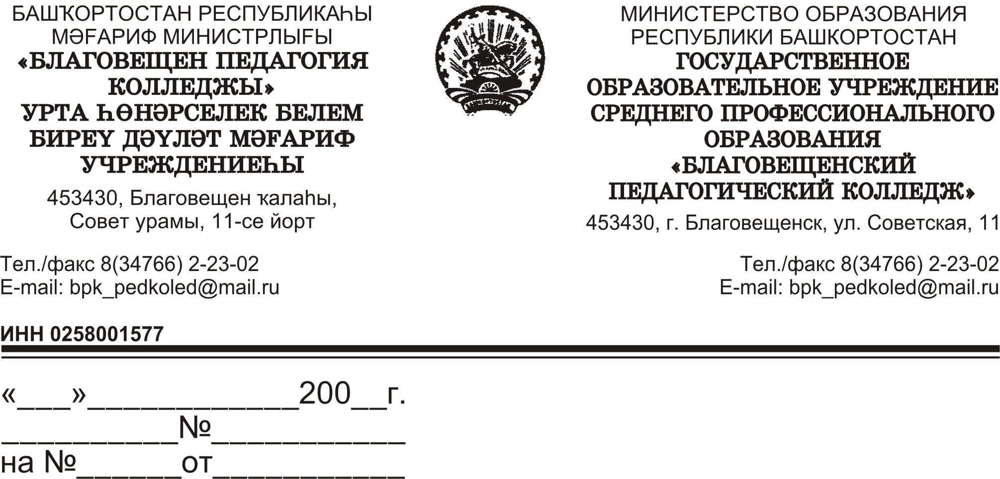 БАШҠОРТОСТАН РЕСПУБЛИКАҺЫ
МӘҒАРИФ МИНИСТРЛЫҒЫ
«БЛАГОВЕЩЕН ПЕДАГОГИЯ
КОЛЛЕДЖЫ»
УРТА ҺӨНӘРСЕЛЕК БЕЛЕМ
БИРЕҮ ДӘҮЛӘТ МӘҒАРИФ
УЧРЕЖДЕНИЕҺЫ
453430, Благовещен ҡалаһы,
Совет урамы, 11-се йорт
Тел./факс 8(34766) 2-23-02
E-mail: bpk_pedkoled@mail.ru
ИНН 0258001577
МИНИСТЕРСТВО ОБРАЗОВАНИЯ
РЕСПУБЛИКИ БАШКОРТОСТАН
ГОСУДАРСТВЕННОЕ
ОБРАЗОВАТЕЛЬНОЕ УЧРЕЖДЕНИЕ
СРЕДНЕГО ПРОФЕССИОНАЛЬНОГО
ОБРАЗОВАНИЯ
«БЛАГОВЕЩЕНСКИЙ
ПЕДАГОГИЧЕСКИЙ КОЛЛЕДЖ»
453430, г. Благовещенск, ул. Советская, 11
Тел./факс 8(34766) 2-23-02
E-mail: bpk_pedkoled@mail.ru
«___»____________200__г.
__________№___________
на №______от___________